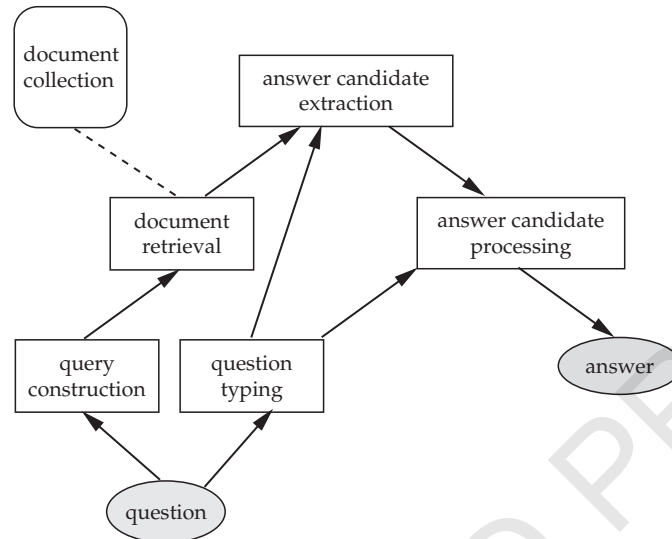 document
collection
answer candidate
extraction
document
retrieval
answer candidate
processing
query
construction
question
typing
answer
question